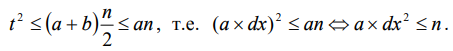 t² ≤ (a + b) n/2 ≤ an, т.е. (a × dx)² ≤ an ⇔ a × dx² ≤ n.